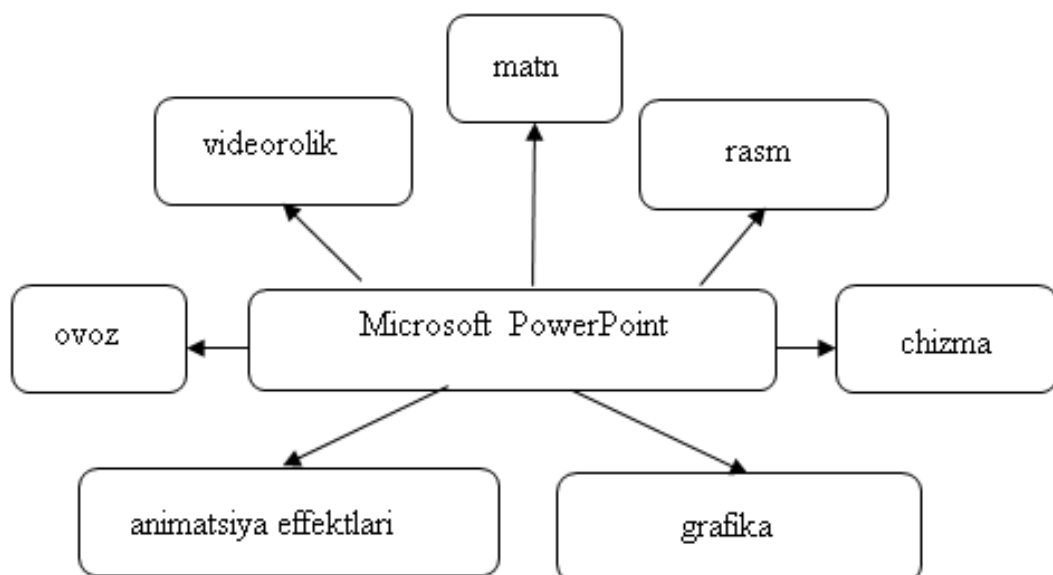 matn
videorolik
rasm
ovoz
Microsoft PowerPoint
chizma
animatsiya effektlari
grafika